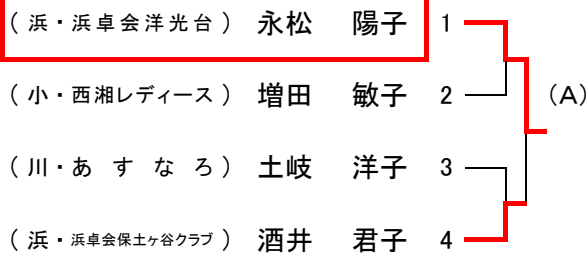 (浜・浜卓会洋光台) 永松 陽子 1
(小・西湘レディース) 増田 敏子 2 (A)
(川・あすなろ) 土岐 洋子 3
(浜・浜卓会保土ヶ谷クラブ) 酒井 君子 4